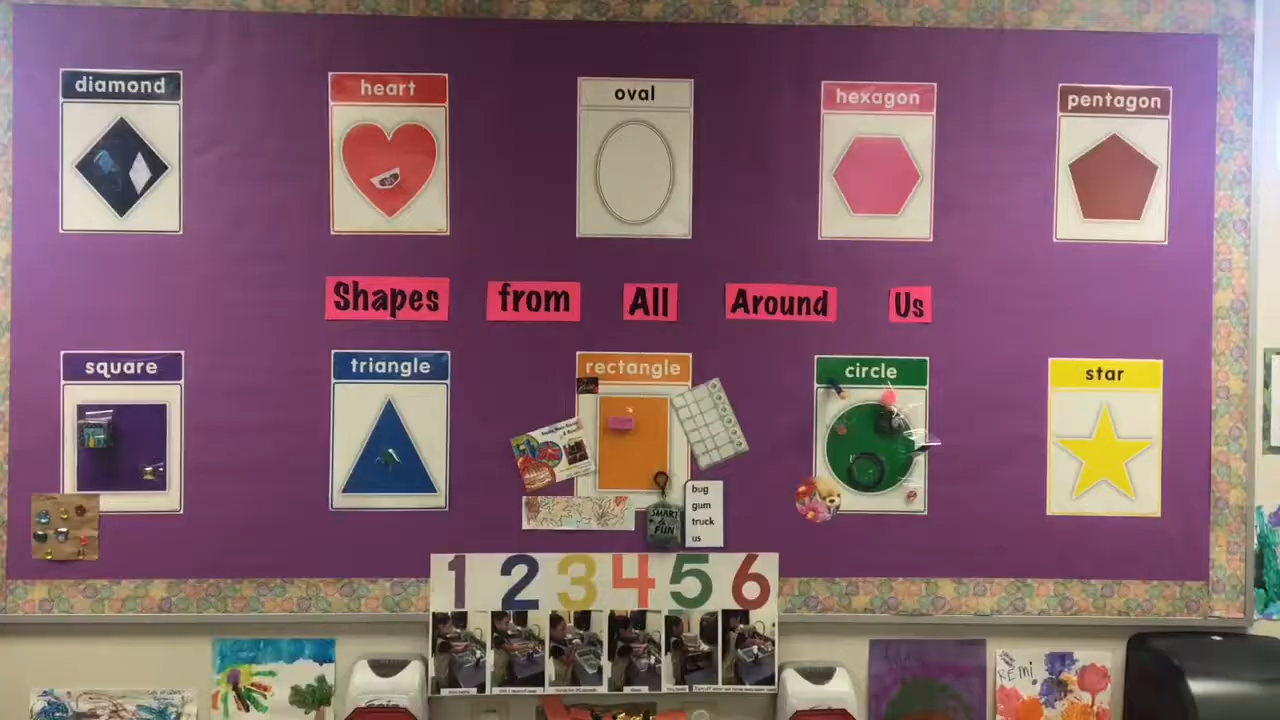 diamond
heart
oval
hexagon
pentagon
Shapes from All Around Us
square
triangle
rectangle
circle
star
SMART
& FUN
bug
gum
truck
us
1 2 3 4 5 6
REMI